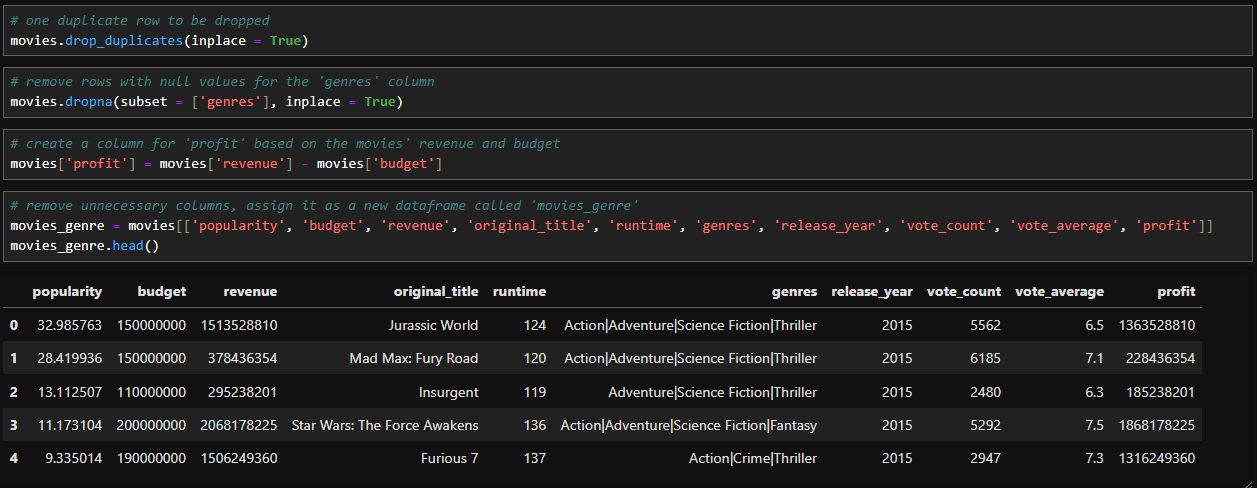 # one duplicate row to be dropped
movies.drop_duplicates(inplace = True)
# remove rows with null values for the 'genres' column
movies.dropna(subset = ['genres'], inplace = True)
# create a column for 'profit' based on the movies' revenue and budget
movies['profit'] = movies['revenue'] - movies['budget']
# remove unnecessary columns, assign it as a new dataframe called 'movies_genre'
movies_genre = movies[['popularity', 'budget', 'revenue', 'original_title', 'runtime', 'genres', 'release_year', 'vote_count', 'vote_average', 'profit']]
movies_genre.head()
popularity budget revenue original_title runtime genres release_year vote_count vote_average profit
0 32.985763 150000000 1513528810 Jurassic World 124 Action|Adventure|Science Fiction|Thriller 2015 5562 6.5 1363528810
1 28.419936 150000000 378436354 Mad Max: Fury Road 120 Action|Adventure|Science Fiction|Thriller 2015 6185 7.1 228436354
2 13.112507 110000000 295238201 Insurgent 119 Adventure|Science Fiction|Thriller 2015 2480 6.3 185238201
3 11.173104 200000000 2068178225 Star Wars: The Force Awakens 136 Action|Adventure|Science Fiction|Fantasy 2015 5292 7.5 1868178225
4 9.335014 190000000 1506249360 Furious 7 137 Action|Crime|Thriller 2015 2947 7.3 1316249360